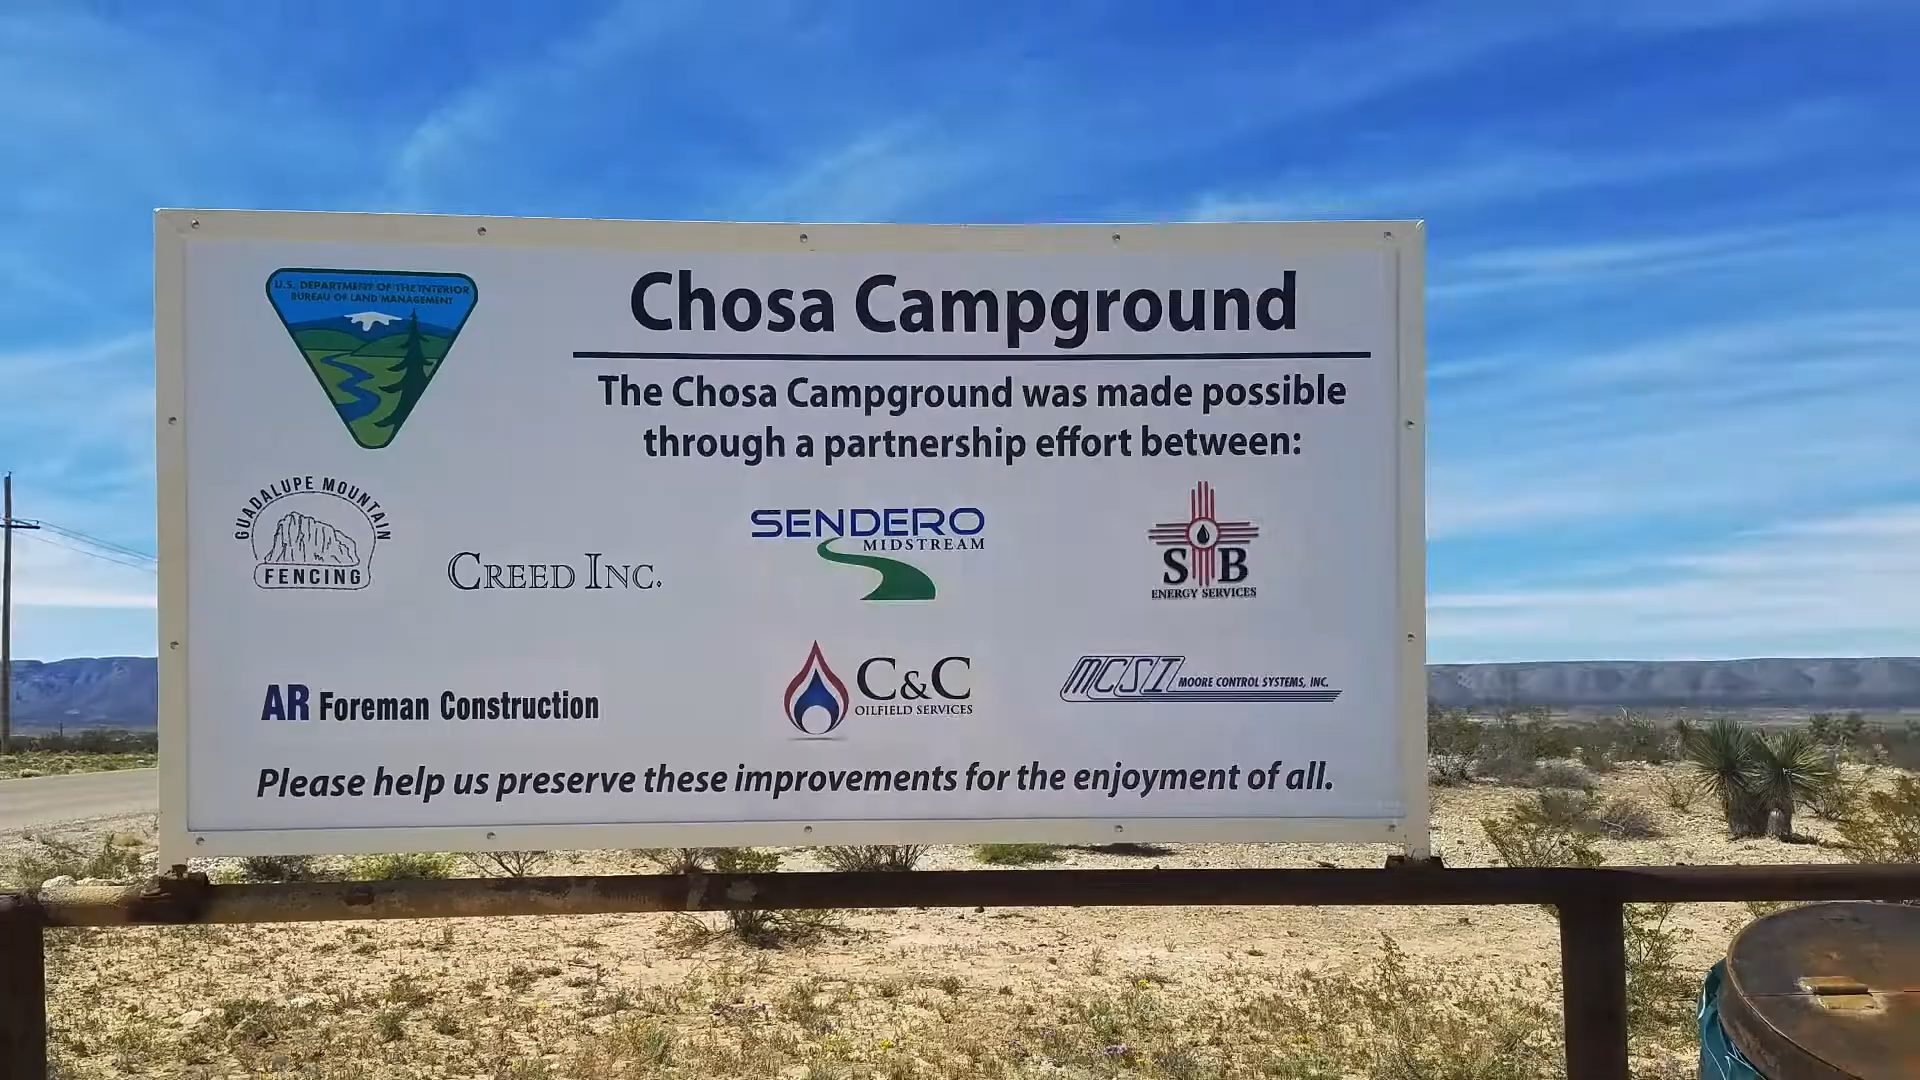 U.S. DEPARTMENT OF THE INTERIOR
BUREAU OF LAND MANAGEMENT
Chosa Campground
The Chosa Campground was made possible
through a partnership effort between:
GUADALUPE MOUNTAIN
FENCING
CREED INC.
SENDERO
MIDSTREAM
S B
ENERGY SERVICES
AR Foreman Construction
C&C
OILFIELD SERVICES
MCSI MOORE CONTROL SYSTEMS, INC.
Please help us preserve these improvements for the enjoyment of all.